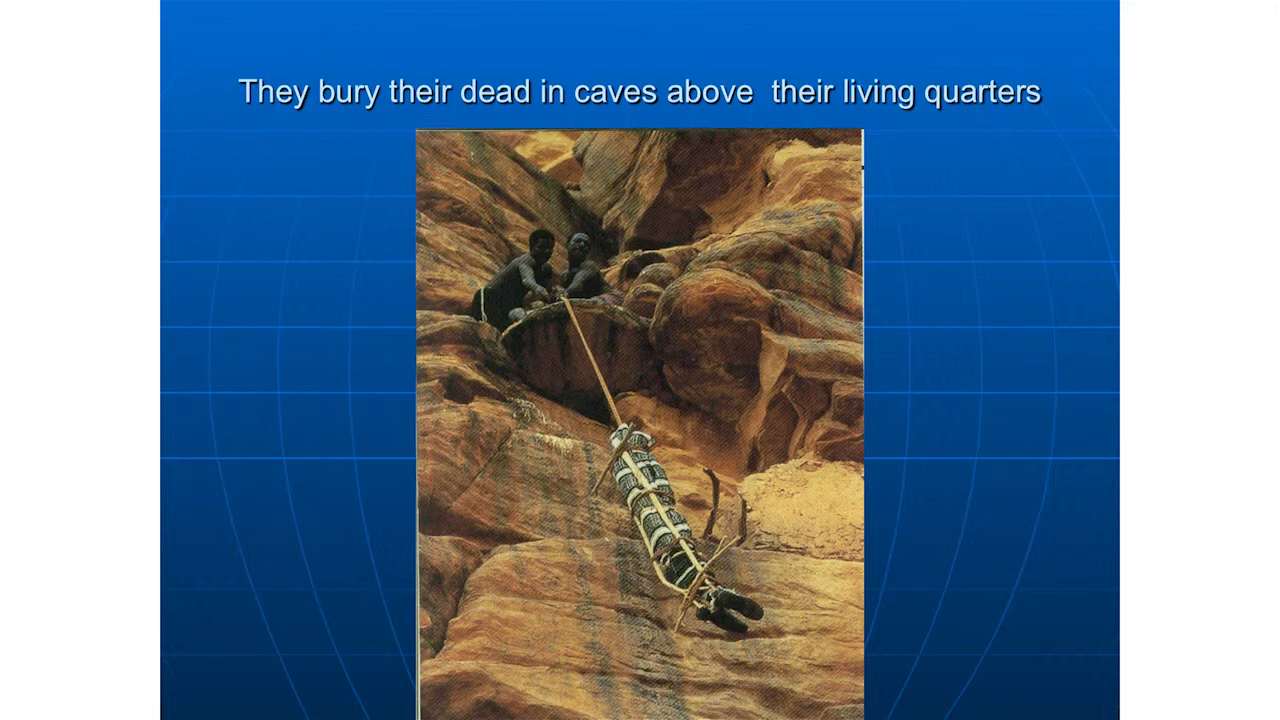 They bury their dead in caves above  their living quarters